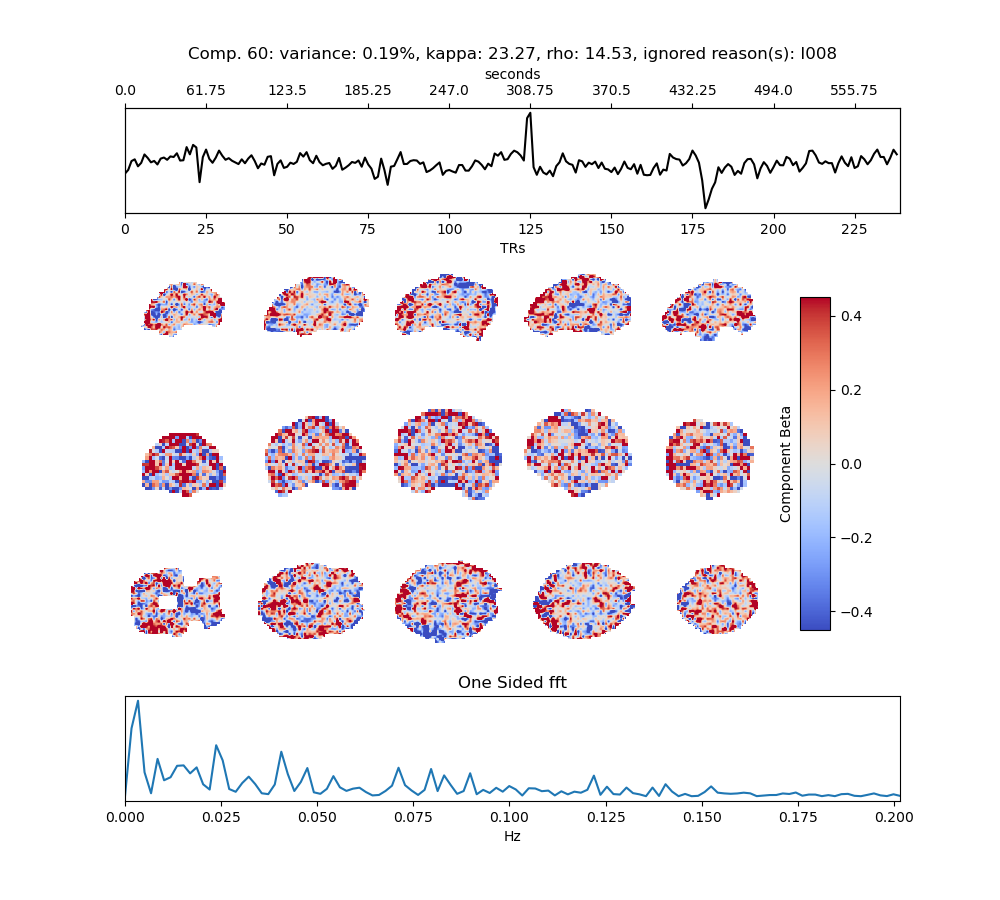 Comp. 60: variance: 0.19%, kappa: 23.27, rho: 14.53, ignored reason(s): I008
seconds
0.0 61.75 123.5 185.25 247.0 308.75 370.5 432.25 494.0 555.75
0 25 50 75 100 125 150 175 200 225
TRs
0.4
0.2
0.0
−0.2
−0.4
Component Beta
One Sided fft
0.000 0.025 0.050 0.075 0.100 0.125 0.150 0.175 0.200
Hz